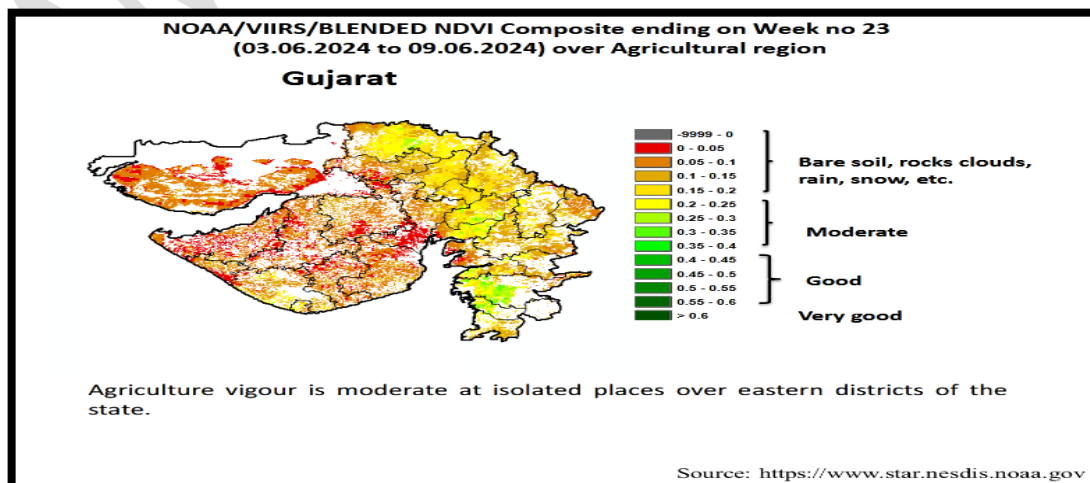 NOAA/VIIRS/BLENDED NDVI Composite ending on Week no 23
(03.06.2024 to 09.06.2024) over Agricultural region
Gujarat
-9999 - 0
0 - 0.05
0.05 - 0.1
0.1 - 0.15
0.15 - 0.2
0.2 - 0.25
0.25 - 0.3
0.3 - 0.35
0.35 - 0.4
0.4 - 0.45
0.45 - 0.5
0.5 - 0.55
0.55 - 0.6
> 0.6
Bare soil, rocks clouds,
rain, snow, etc.
Moderate
Good
Very good
Agriculture vigour is moderate at isolated places over eastern districts of the
state.
Source: https://www.star.nesdis.noaa.gov